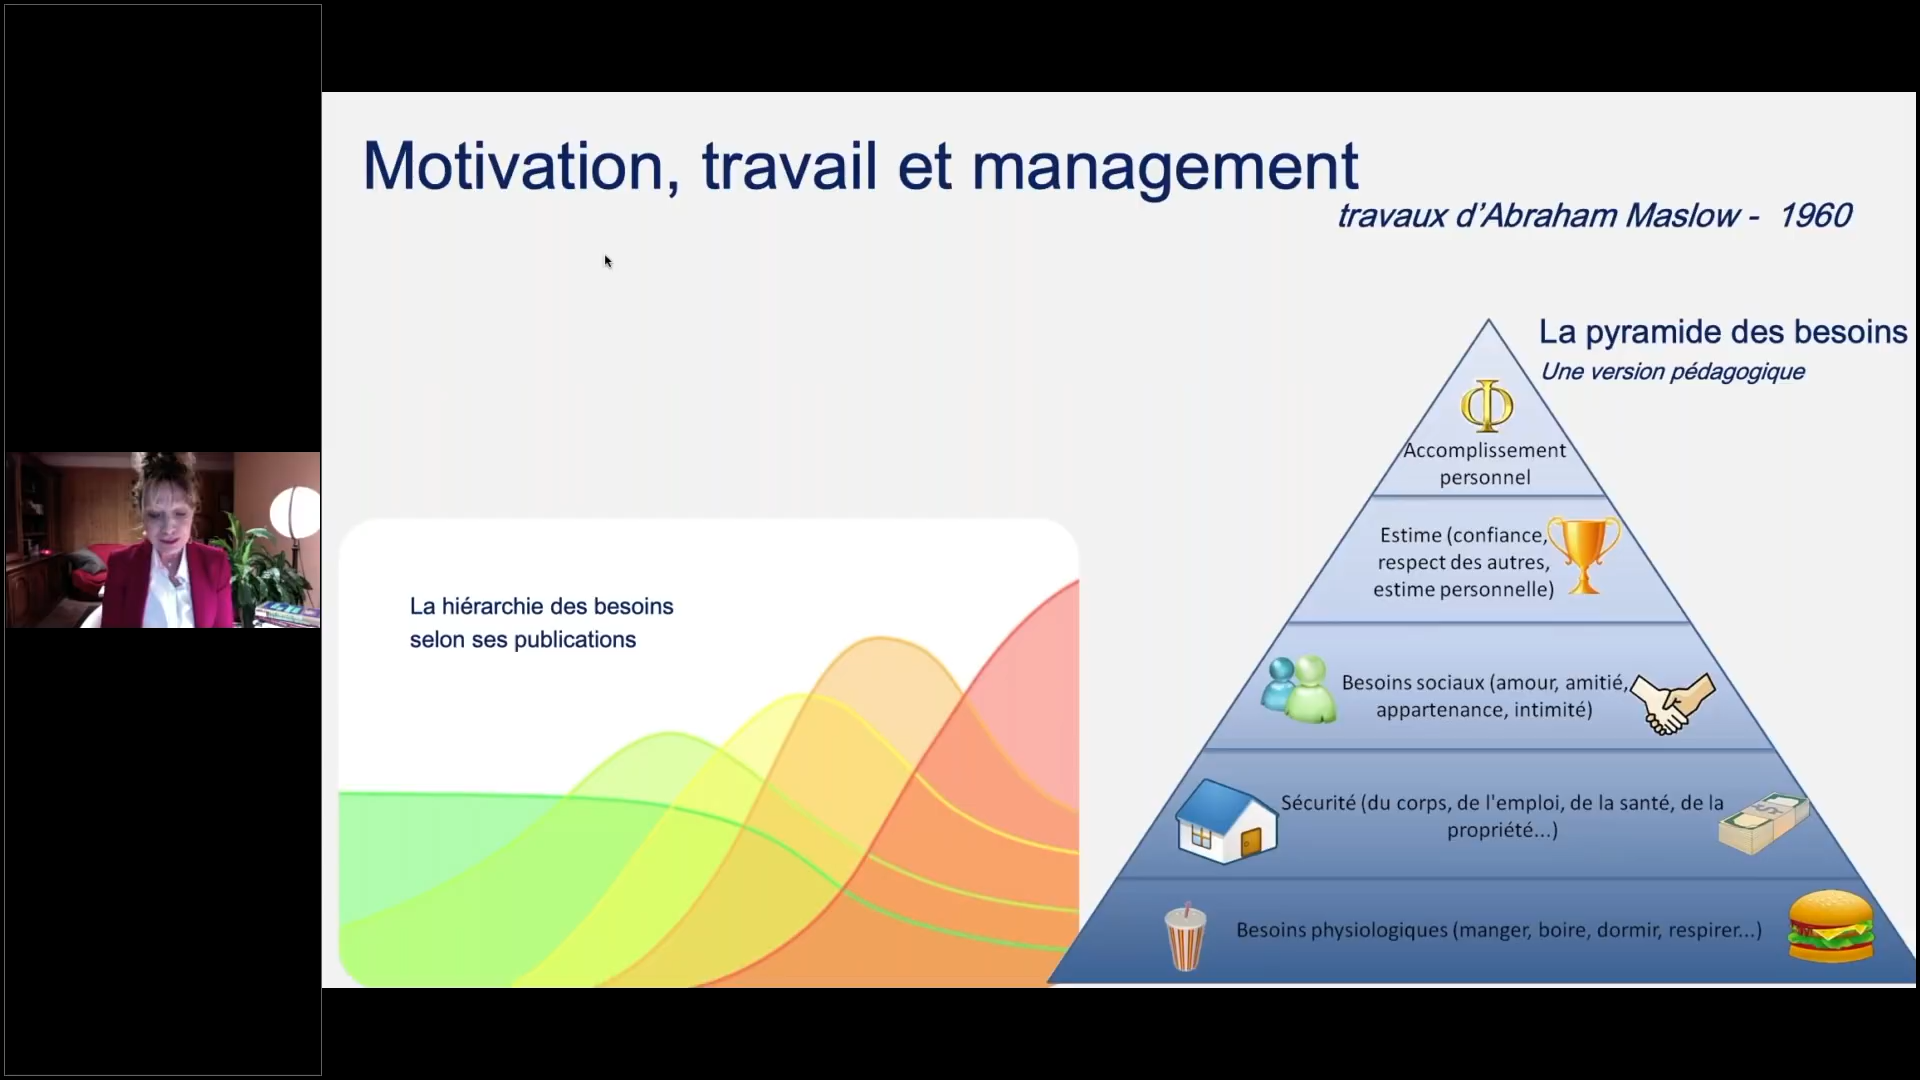 Motivation, travail et management
travaux d’Abraham Maslow - 1960
La pyramide des besoins
Une version pédagogique
Accomplissement
personnel
Estime (confiance,
respect des autres,
estime personnelle)
La hiérarchie des besoins
selon ses publications
Besoins sociaux (amour, amitié,
appartenance, intimité)
Sécurité (du corps, de l'emploi, de la santé, de la
propriété...)
Besoins physiologiques (manger, boire, dormir, respirer...)